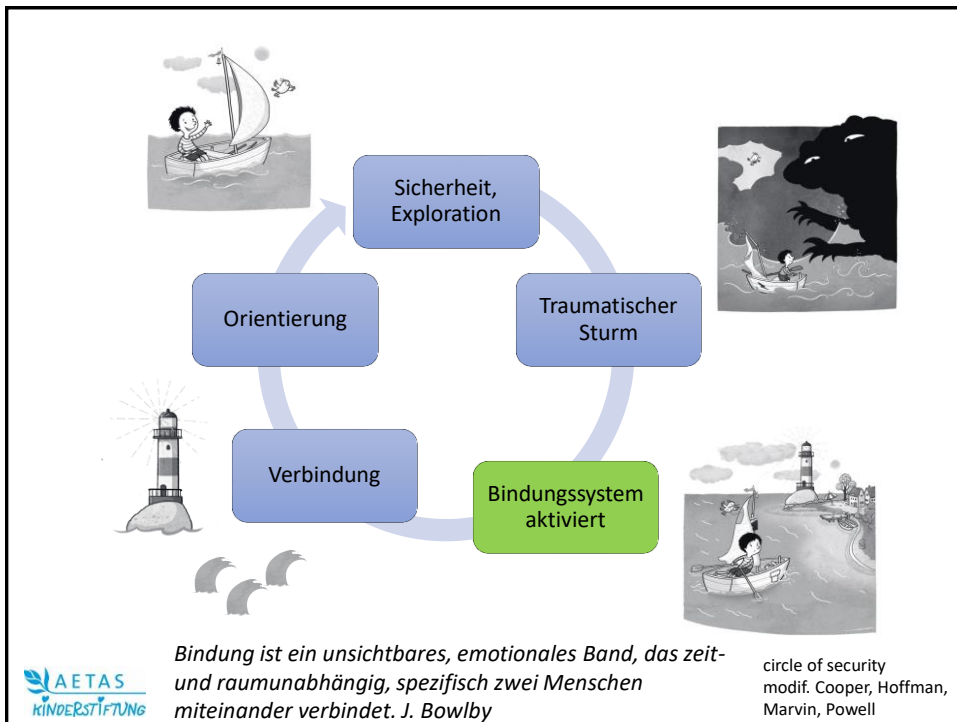 Sicherheit,
Exploration
Traumatischer
Sturm
Bindungssystem
aktiviert
Verbindung
Orientierung
Bindung ist ein unsichtbares, emotionales Band, das zeit-
und raumunabhängig, spezifisch zwei Menschen
miteinander verbindet. J. Bowlby
AETAS
KINDERSTIFTUNG
circle of security
modif. Cooper, Hoffman,
Marvin, Powell